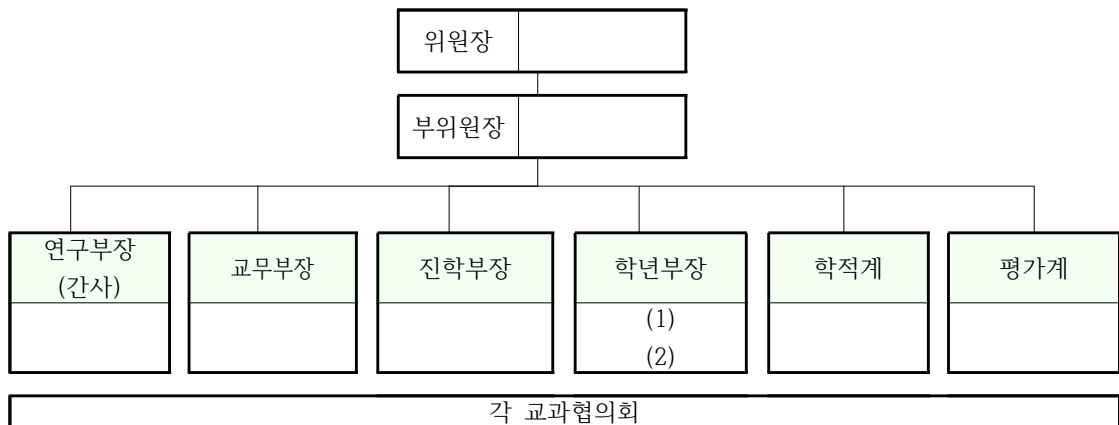 위원장
부위원장
연구부장
(간사)
교무부장
진학부장
학년부장
학적계
평가계
(1)
(2)
각 교과협의회